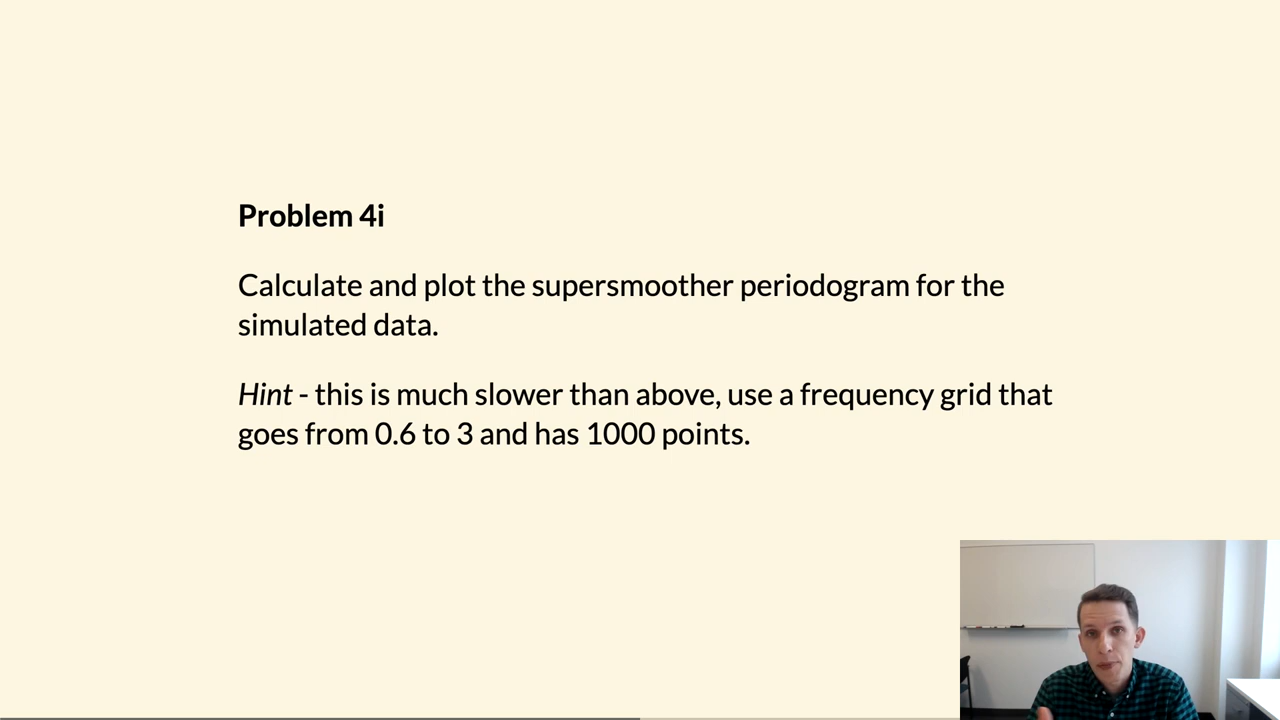 Problem 4i
Calculate and plot the supersmoother periodogram for the
simulated data.
Hint - this is much slower than above, use a frequency grid that
goes from 0.6 to 3 and has 1000 points.